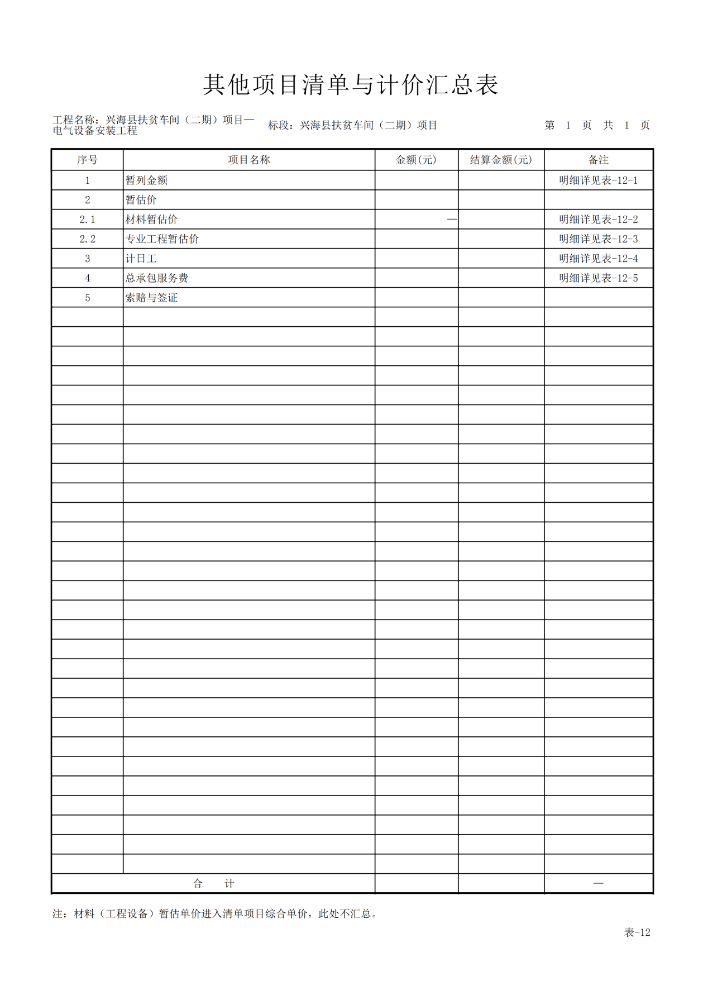 其他项目清单与计价汇总表
工程名称：兴海县扶贫车间（二期）项目—
电气设备安装工程
标段：兴海县扶贫车间（二期）项目
第 1 页 共 1 页
序号 项目名称 金额(元) 结算金额(元) 备注
1 暂列金额 明细详见表-12-1
2 暂估价
2.1 材料暂估价 — 明细详见表-12-2
2.2 专业工程暂估价 明细详见表-12-3
3 计日工 明细详见表-12-4
4 总承包服务费 明细详见表-12-5
5 索赔与签证
合 计 —
注：材料（工程设备）暂估单价进入清单项目综合单价，此处不汇总。
表-12